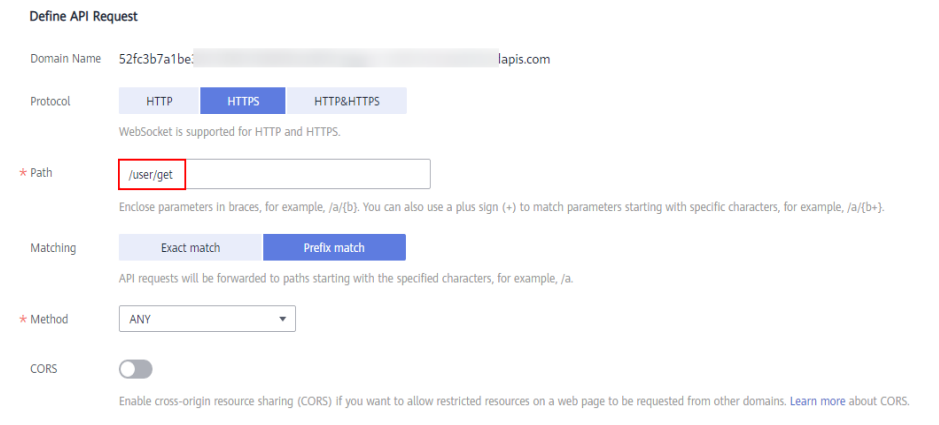 Define API Request
Domain Name 52fc3b7a1be. lapis.com
Protocol HTTP HTTPS HTTP&HTTPS
WebSocket is supported for HTTP and HTTPS.
* Path /user/get
Enclose parameters in braces, for example, /a/{b}. You can also use a plus sign (+) to match parameters starting with specific characters, for example, /a/{b+}.
Matching Exact match Prefix match
API requests will be forwarded to paths starting with the specified characters, for example, /a.
* Method ANY
CORS
Enable cross-origin resource sharing (CORS) if you want to allow restricted resources on a web page to be requested from other domains. Learn more about CORS.